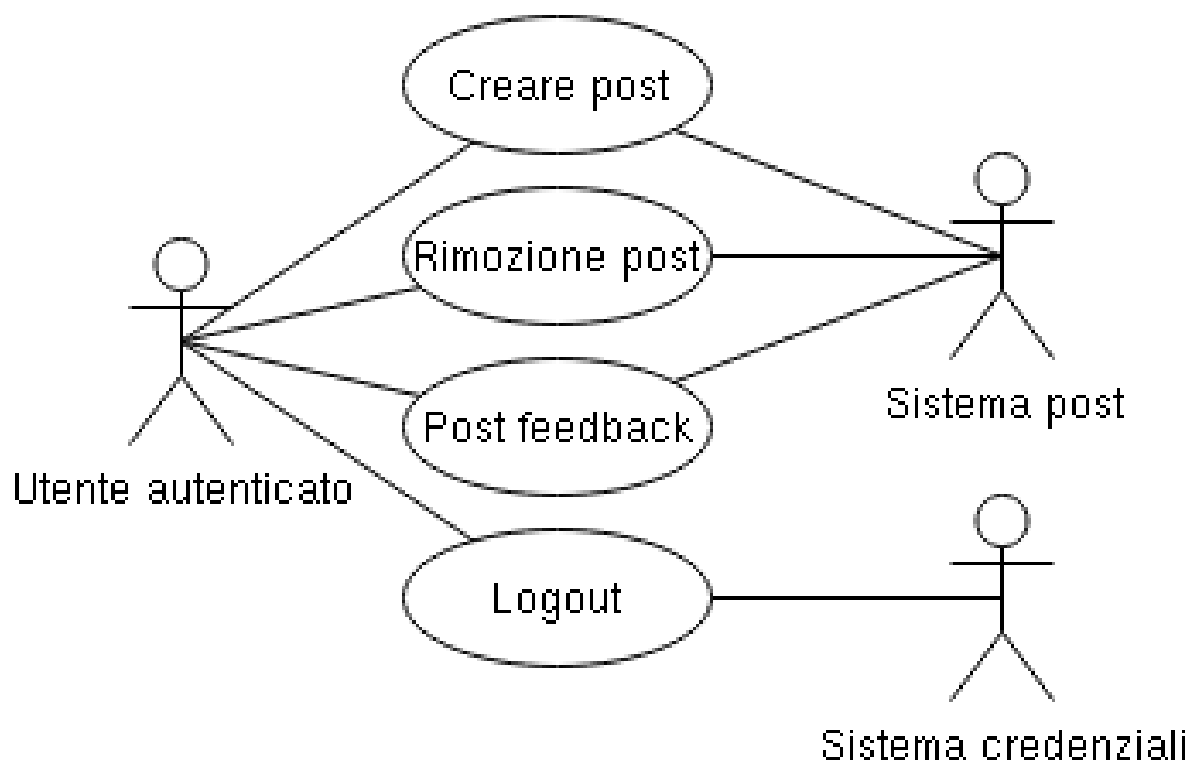 Creare post
Rimozione post
Post feedback
Sistema post
Utente autenticato
Logout
Sistema credenziali